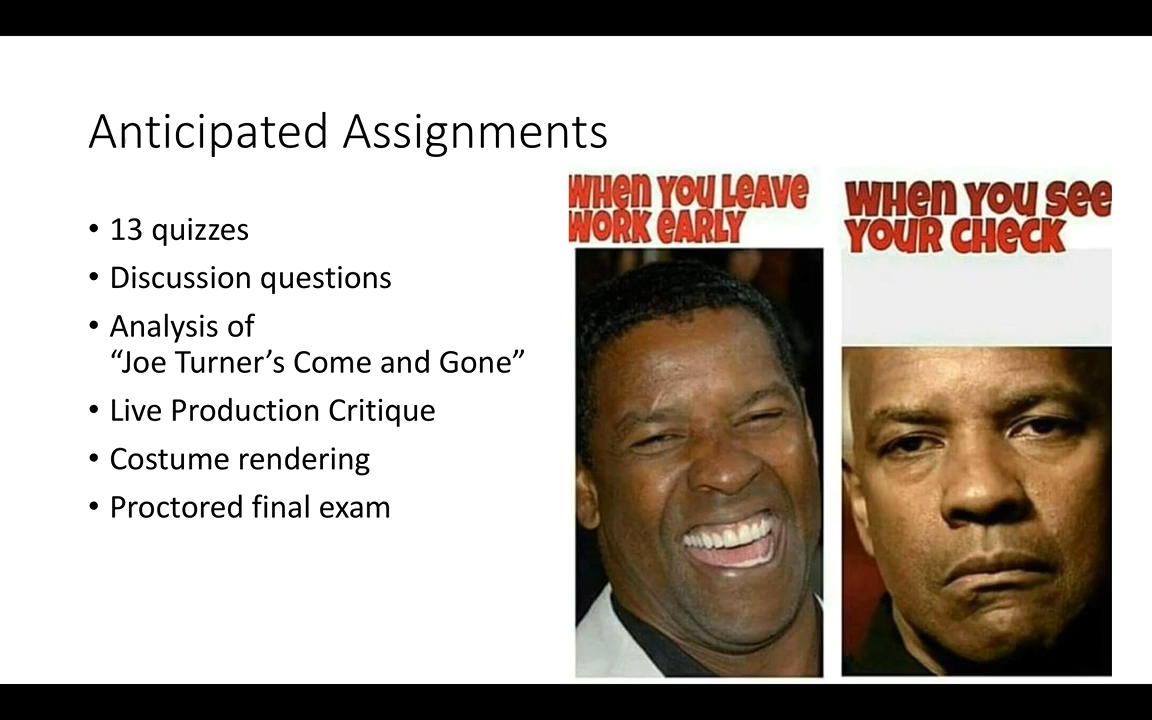 Anticipated Assignments
• 13 quizzes
• Discussion questions
• Analysis of
“Joe Turner’s Come and Gone”
• Live Production Critique
• Costume rendering
• Proctored final exam
WHen YOU LeAVe
WORK eARLY
WHen YOU see
YOUR CHeCK